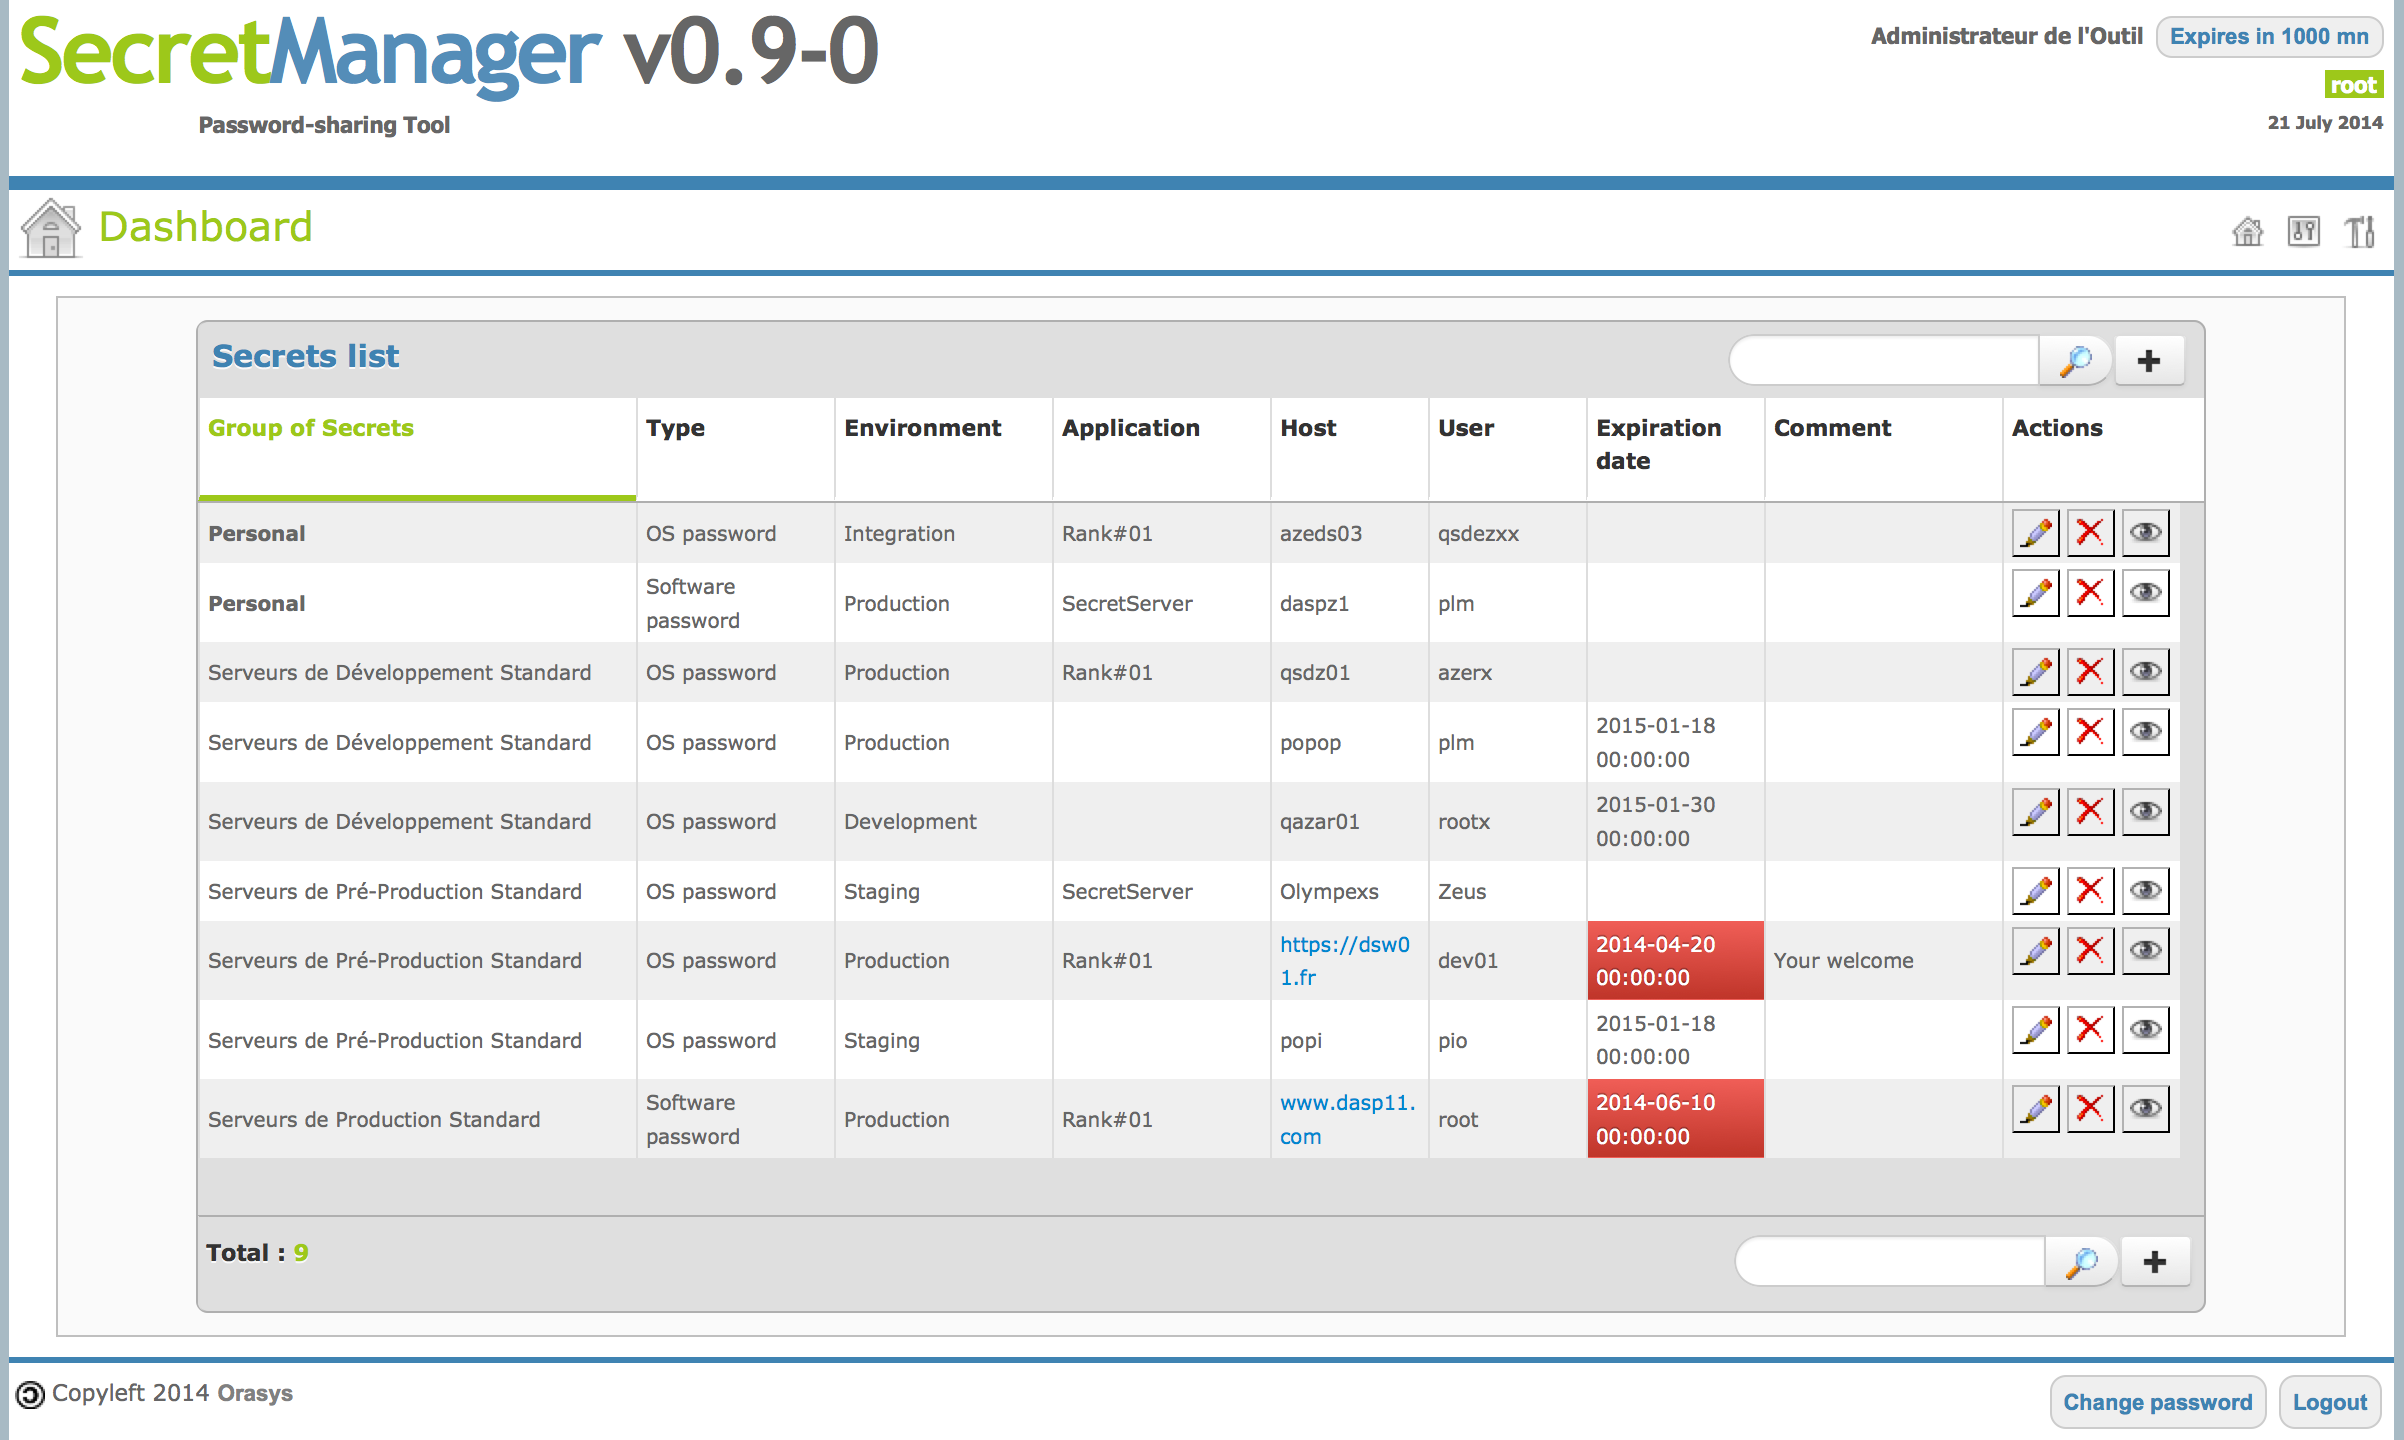 SecretManager v0.9-0
Password-sharing Tool
Administrateur de l'Outil Expires in 1000 mn
root
21 July 2014
Dashboard
Secrets list
Group of Secrets Type Environment Application Host User Expiration date Comment Actions
Personal OS password Integration Rank#01 azeds03 qsdezxx
Personal Software password Production SecretServer daspz1 plm
Serveurs de Développement Standard OS password Production Rank#01 qsdz01 azerx
Serveurs de Développement Standard OS password Production popop plm 2015-01-18 00:00:00
Serveurs de Développement Standard OS password Development qazar01 rootx 2015-01-30 00:00:00
Serveurs de Pré-Production Standard OS password Staging SecretServer Olympexs Zeus
Serveurs de Pré-Production Standard OS password Production Rank#01 https://dsw01.fr dev01 2014-04-20 00:00:00 Your welcome
Serveurs de Pré-Production Standard OS password Staging popi pio 2015-01-18 00:00:00
Serveurs de Production Standard Software password Production Rank#01 www.dasp11.com root 2014-06-10 00:00:00
Total : 9
Copyleft 2014 Orasys
Change password Logout